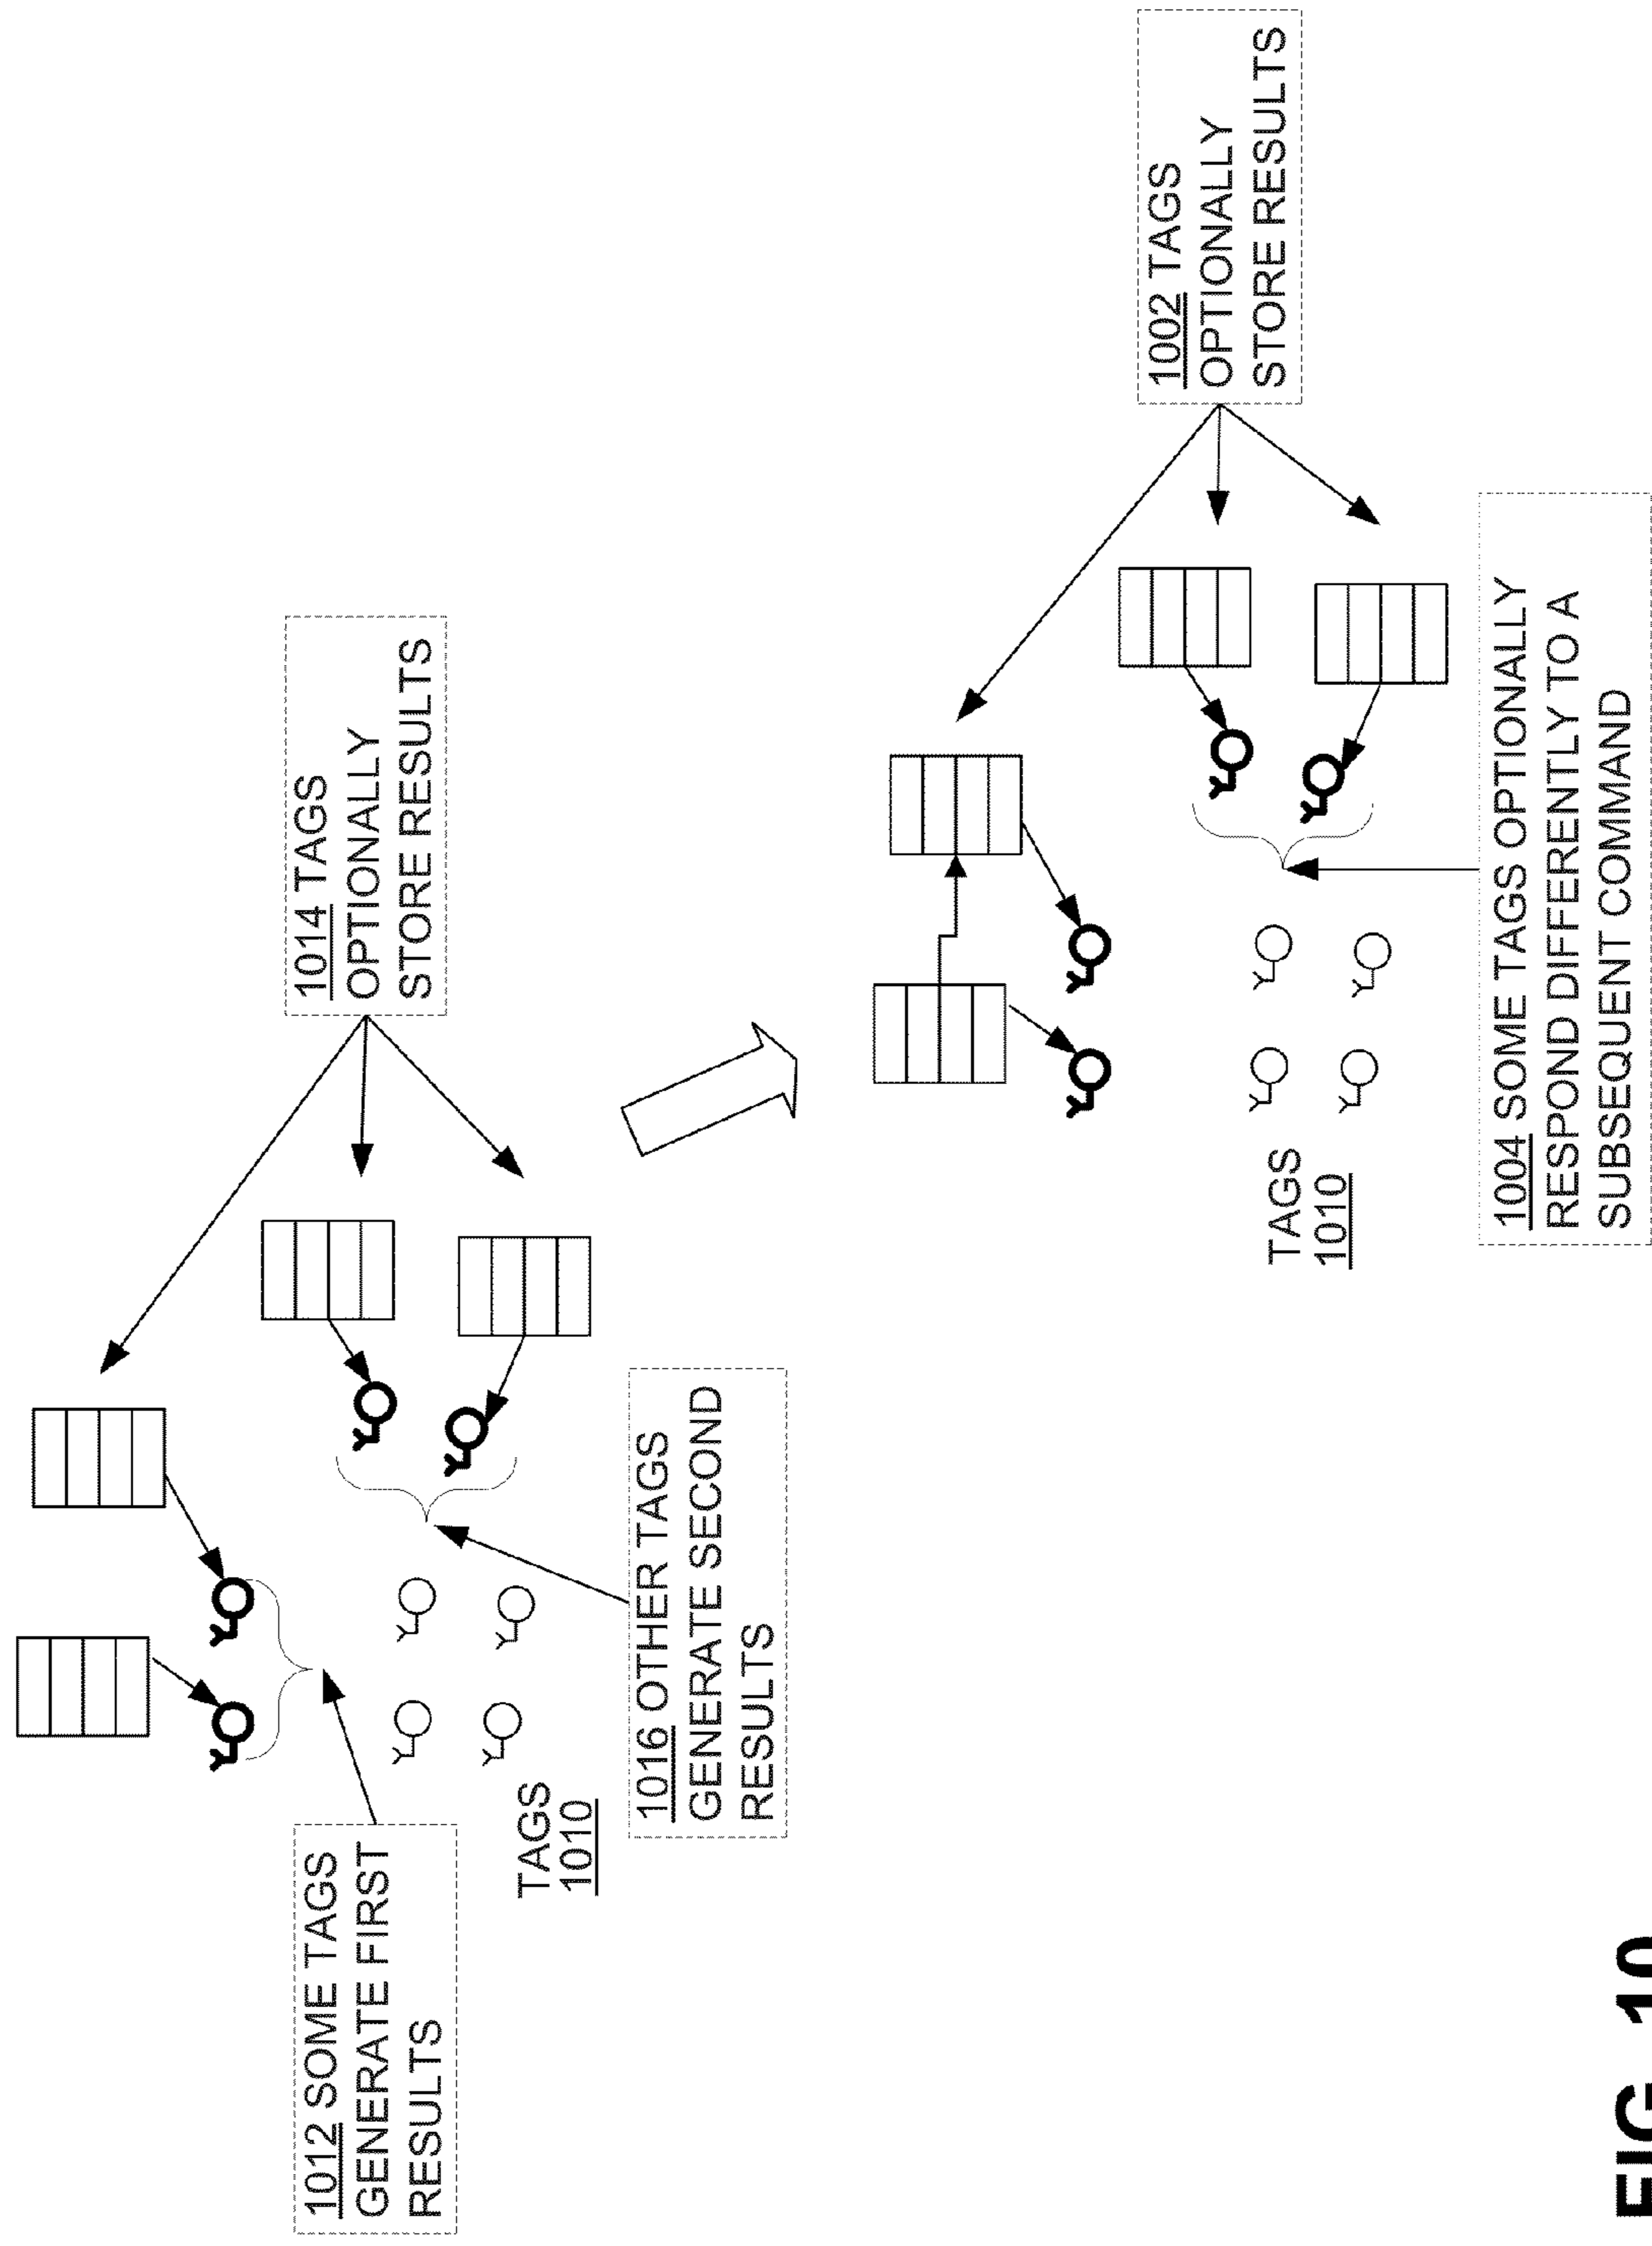 1012 SOME TAGS
GENERATE FIRST
RESULTS
1014 TAGS
OPTIONALLY
STORE RESULTS
TAGS
1010
1016 OTHER TAGS
GENERATE SECOND
RESULTS
1002 TAGS
OPTIONALLY
STORE RESULTS
TAGS
1010
1004 SOME TAGS OPTIONALLY
RESPOND DIFFERENTLY TO A
SUBSEQUENT COMMAND
FIG. 10